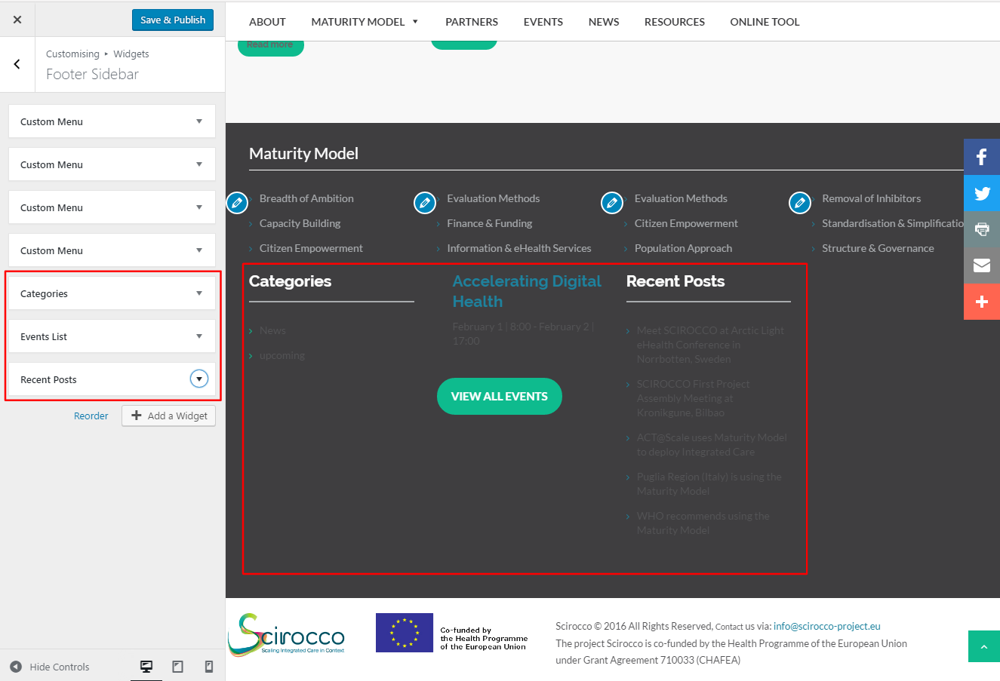 Save & Publish
Customising ▸ Widgets
Footer Sidebar
Custom Menu
Custom Menu
Custom Menu
Custom Menu
Categories
Events List
Recent Posts
Reorder
Add a Widget
Hide Controls
ABOUT MATURITY MODEL PARTNERS EVENTS NEWS RESOURCES ONLINE TOOL
Read more
Maturity Model
Breadth of Ambition
Capacity Building
Citizen Empowerment
Evaluation Methods
Finance & Funding
Information & eHealth Services
Evaluation Methods
Citizen Empowerment
Population Approach
Removal of Inhibitors
Standardisation & Simplificatio
Structure & Governance
Categories
News
upcoming
Accelerating Digital
Health
February 1 | 8:00 - February 2 |
17:00
VIEW ALL EVENTS
Recent Posts
Meet SCIROCCO at Arctic Light
eHealth Conference in
Norrbotten, Sweden
SCIROCCO First Project
Assembly Meeting at
Kronikgune, Bilbao
ACT@Scale uses Maturity Model
to deploy Integrated Care
Puglia Region (Italy) is using the
Maturity Model
WHO recommends using the
Maturity Model
Scirocco
Scaling Integrated Care in Context
Co-funded by
the Health Programme
of the European Union
Scirocco © 2016 All Rights Reserved, Contact us via: info@scirocco-project.eu
The project Scirocco is co-funded by the Health Programme of the European Union
under Grant Agreement 710033 (CHAFEA)